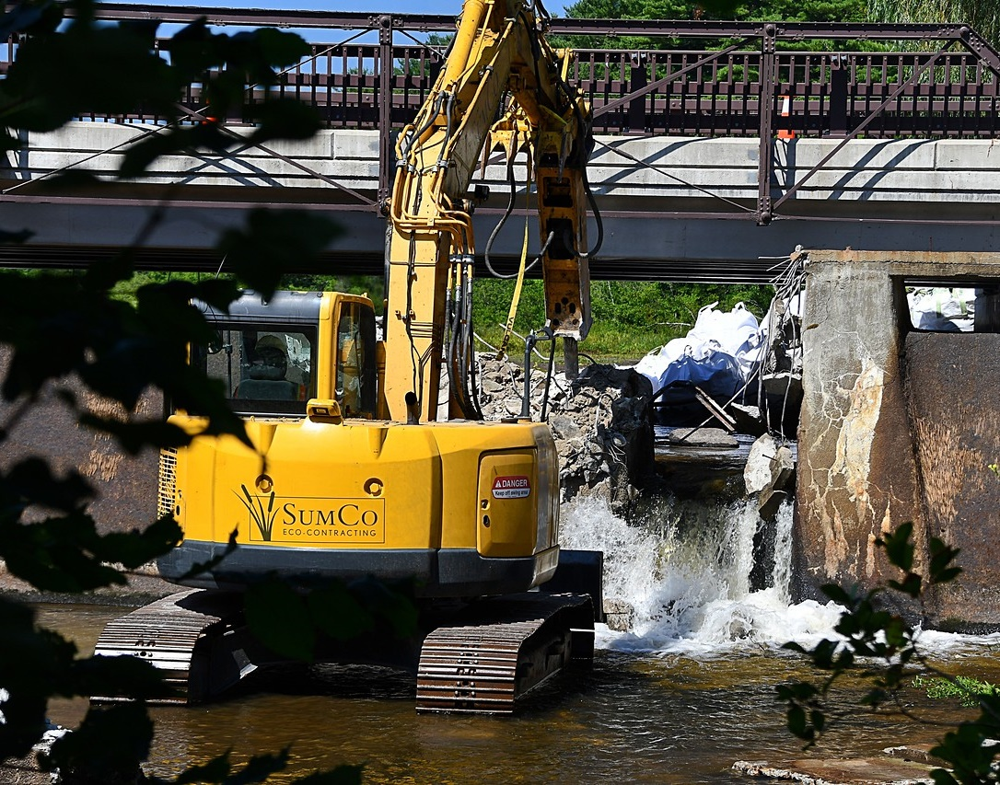 SUMCO
ECO-CONTRACTING
DANGER
Keep off swing area